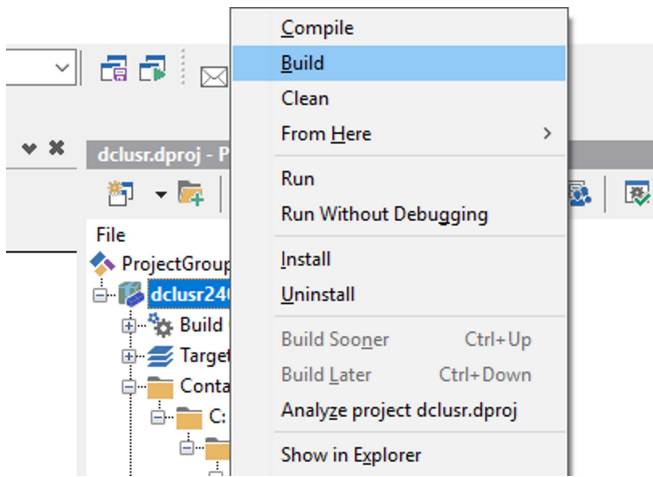 Compile
Build
Clean
From Here
dclusr.dproj - P
Run
Run Without Debugging
File
Install
ProjectGroup
Uninstall
dclusr240
Build
Build Sooner Ctrl+Up
Target
Build Later Ctrl+Down
Conta
Analyze project dclusr.dproj
C:
Show in Explorer